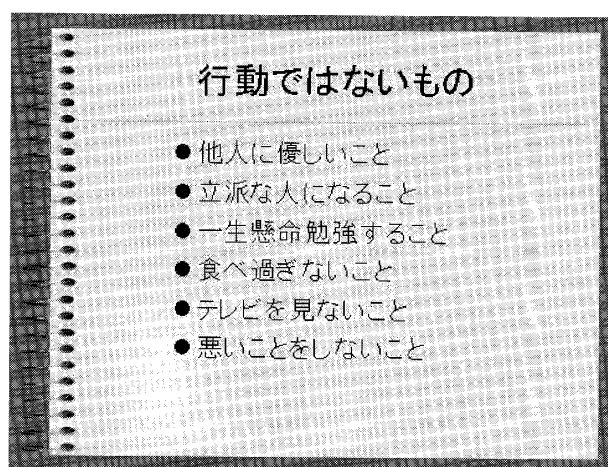 行動ではないもの
●他人に優しいこと
●立派な人になること
●一生懸命勉強すること
●食べ過ぎないこと
●テレビを見ないこと
●悪いことをしないこと